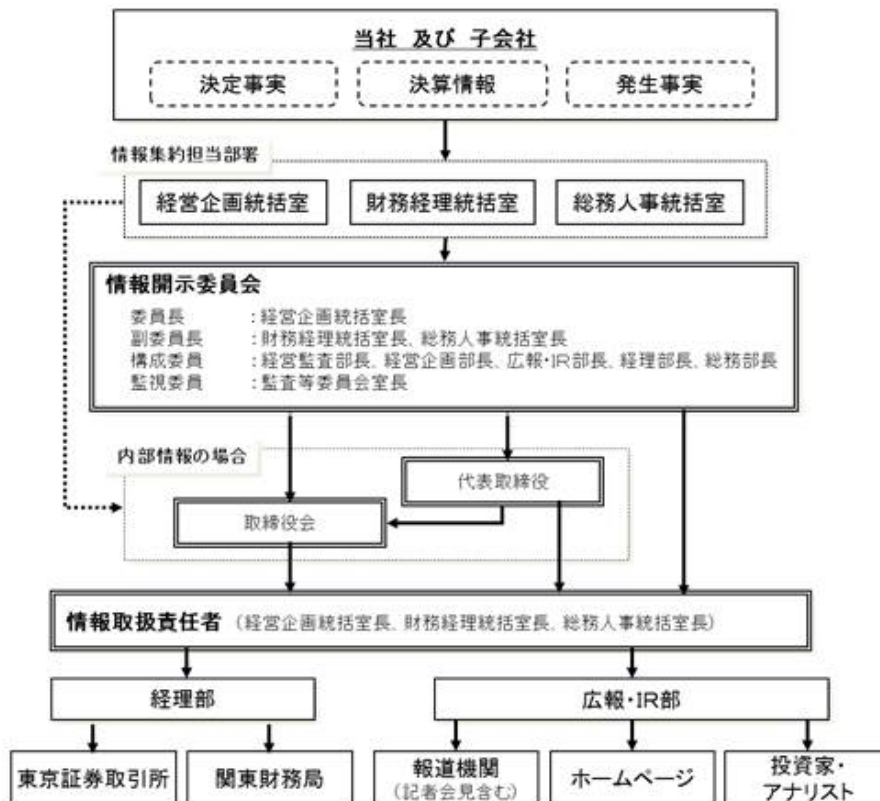 当社 及び 子会社
決定事実 決算情報 発生事実
情報集約担当部署
経営企画統括室 財務経理統括室 総務人事統括室
情報開示委員会
委員長 :経営企画統括室長
副委員長 :財務経理統括室長、総務人事統括室長
構成委員 :経営監査部長、経営企画部長、広報・IR部長、経理部長、総務部長
監視委員 :監査等委員会室長
内部情報の場合
代表取締役
取締役会
情報取扱責任者 (経営企画統括室長、財務経理統括室長、総務人事統括室長)
経理部 広報・IR部
東京証券取引所 関東財務局 報道機関 ホームページ 投資家・
(記者会見含む) アナリスト